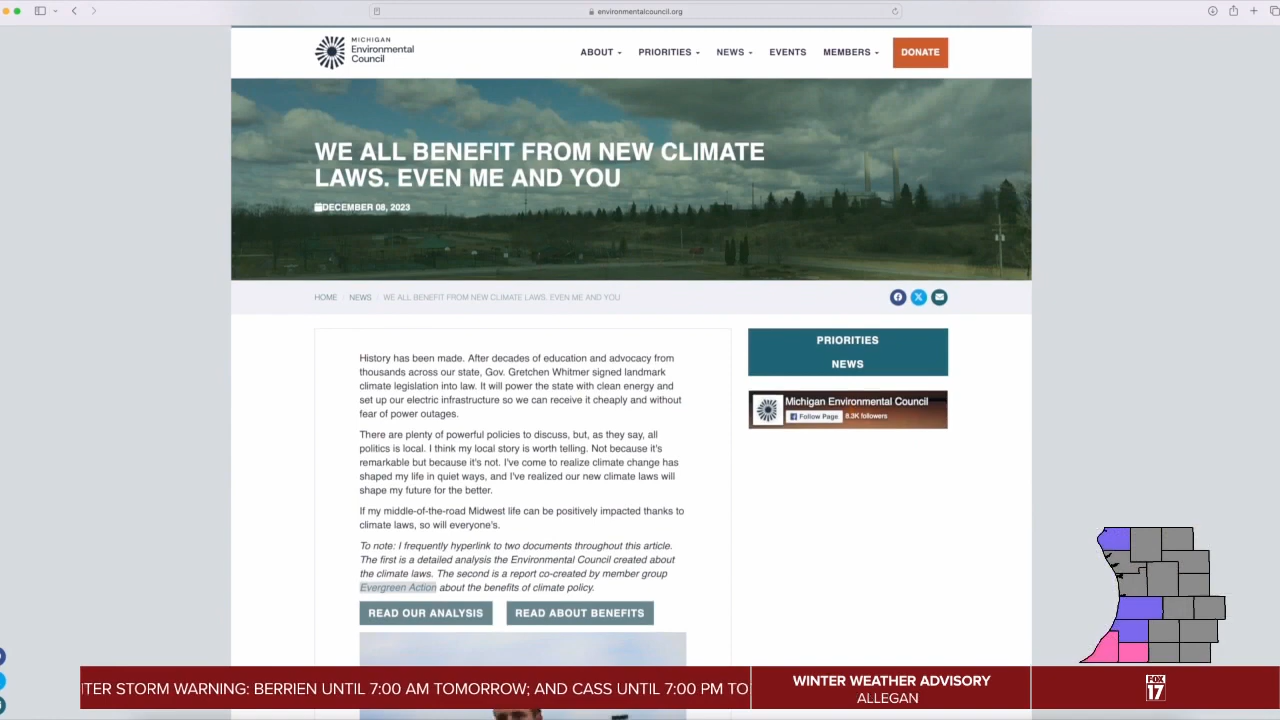 environmentalcouncil.org
MICHIGAN
Environmental
Council
ABOUT PRIORITIES NEWS EVENTS MEMBERS DONATE
WE ALL BENEFIT FROM NEW CLIMATE
LAWS. EVEN ME AND YOU
DECEMBER 08, 2023
HOME / NEWS / WE ALL BENEFIT FROM NEW CLIMATE LAWS. EVEN ME AND YOU
History has been made. After decades of education and advocacy from
thousands across our state, Gov. Gretchen Whitmer signed landmark
climate legislation into law. It will power the state with clean energy and
set up our electric infrastructure so we can receive it cheaply and without
fear of power outages.
There are plenty of powerful policies to discuss, but, as they say, all
politics is local. I think my local story is worth telling. Not because it's
remarkable but because it's not. I've come to realize climate change has
shaped my life in quiet ways, and I've realized our new climate laws will
shape my future for the better.
If my middle-of-the-road Midwest life can be positively impacted thanks to
climate laws, so will everyone's.
To note: I frequently hyperlink to two documents throughout this article.
The first is a detailed analysis the Environmental Council created about
the climate laws. The second is a report co-created by member group
Evergreen Action about the benefits of climate policy.
READ OUR ANALYSIS READ ABOUT BENEFITS
PRIORITIES
NEWS
Michigan Environmental Council
Follow Page 8.3K followers
TER STORM WARNING: BERRIEN UNTIL 7:00 AM TOMORROW; AND CASS UNTIL 7:00 PM TO
WINTER WEATHER ADVISORY
ALLEGAN
FOX
17